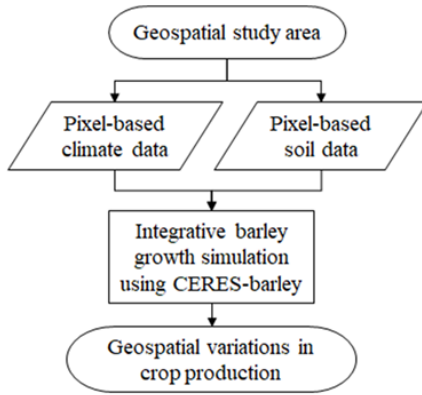 Geospatial study area
Pixel-based
climate data
Pixel-based
soil data
Integrative barley
growth simulation
using CERES-barley
Geospatial variations in
crop production